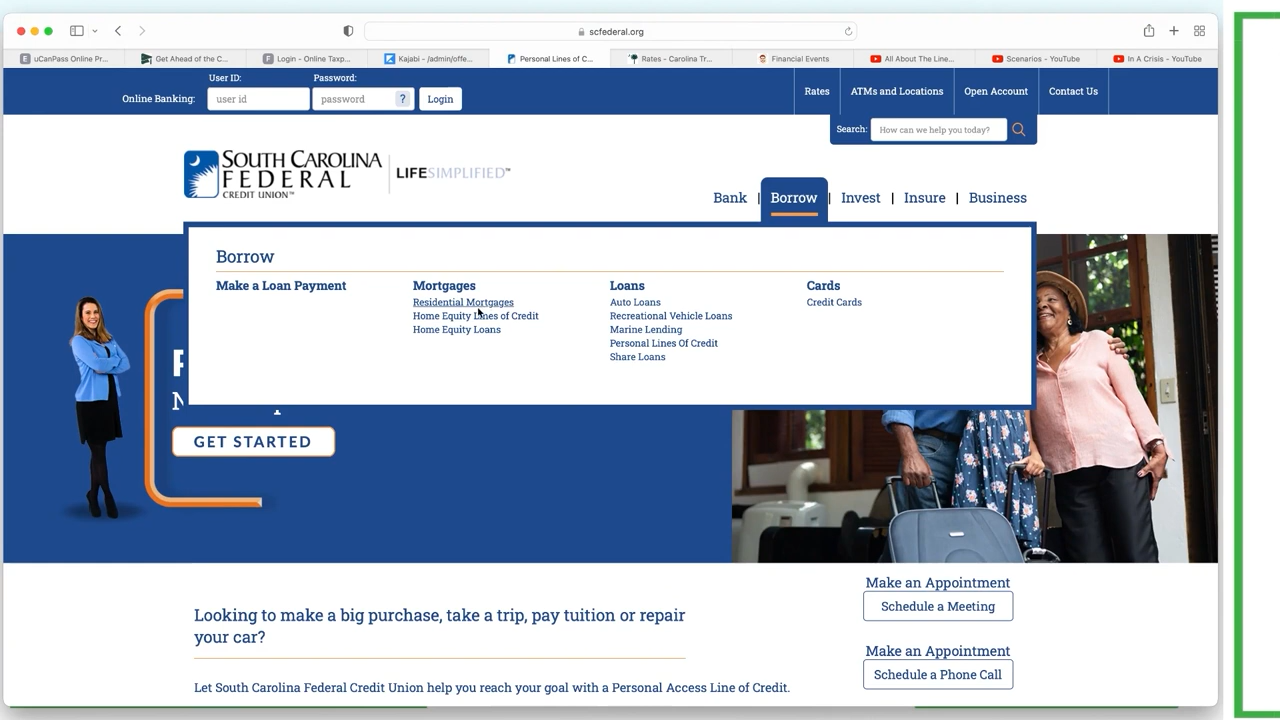 scfederal.org
uCanPass Online Pr...
Get Ahead of the C...
Login - Online Taxp...
Kajabi - /admin/offe...
Personal Lines of C...
Rates - Carolina Tr...
Financial Events
All About The Line...
Scenarios - YouTube
In A Crisis - YouTube
User ID:
Password:
Online Banking:
user id
password
?
Login
Rates
ATMs and Locations
Open Account
Contact Us
Search:
How can we help you today?
SOUTH CAROLINA
FEDERAL
CREDIT UNION™
LIFESIMPLIFIED™
Bank | Borrow | Invest | Insure | Business
Borrow
Make a Loan Payment
Mortgages
Residential Mortgages
Home Equity Lines of Credit
Home Equity Loans
Loans
Auto Loans
Recreational Vehicle Loans
Marine Lending
Personal Lines Of Credit
Share Loans
Cards
Credit Cards
GET STARTED
Looking to make a big purchase, take a trip, pay tuition or repair
your car?
Let South Carolina Federal Credit Union help you reach your goal with a Personal Access Line of Credit.
Make an Appointment
Schedule a Meeting
Make an Appointment
Schedule a Phone Call